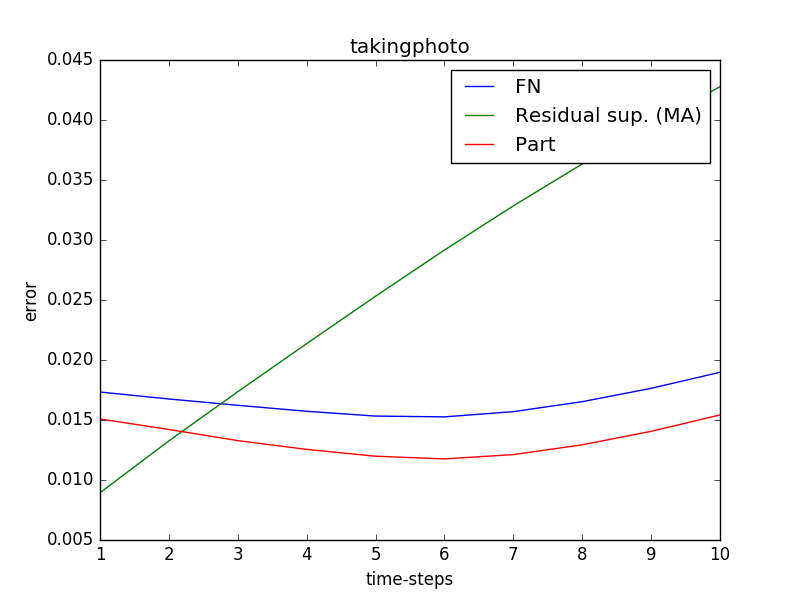 takingphoto
FN
Residual sup. (MA)
Part
0.045
0.040
0.035
0.030
0.025
0.020
0.015
0.010
0.005
error
1 2 3 4 5 6 7 8 9 10
time-steps